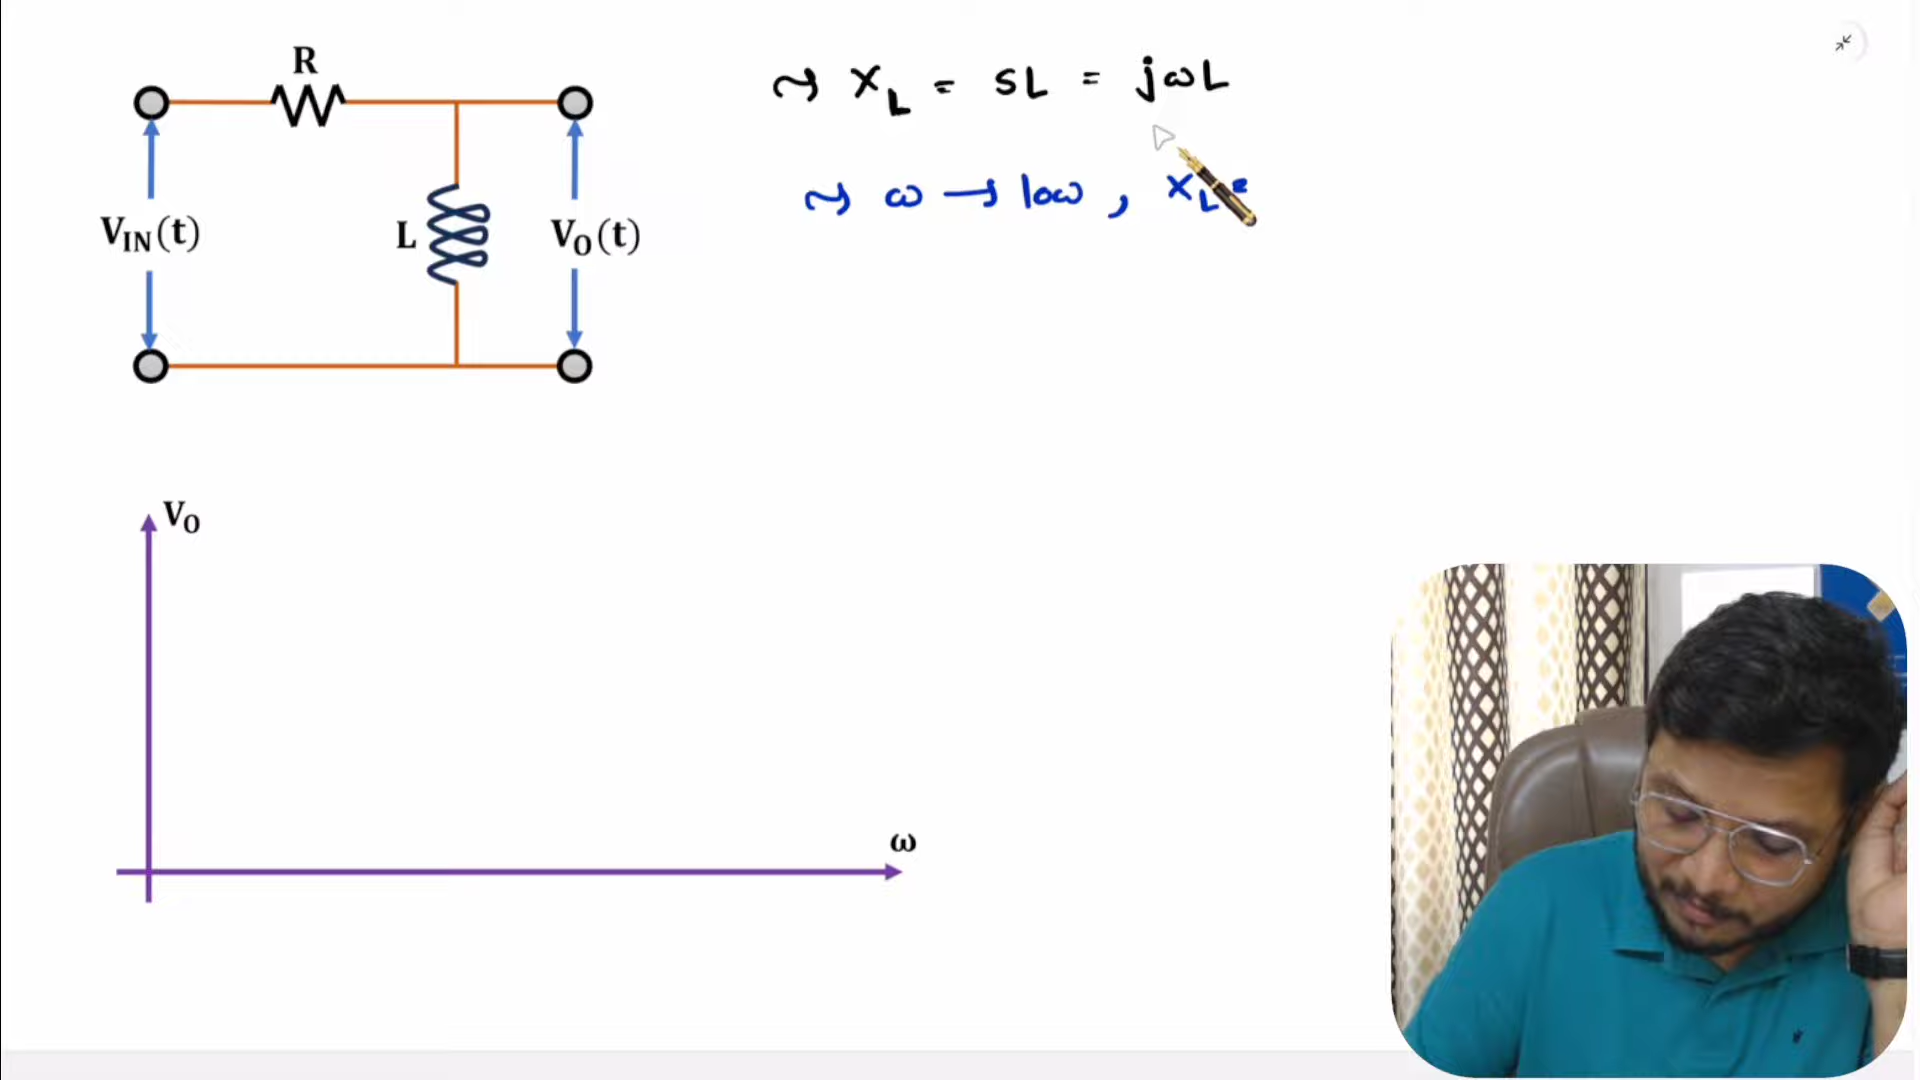 R
V_IN(t)
L
V_O(t)
~> X_L = SL = jωL
~> ω → low , X_L =
V_O
ω